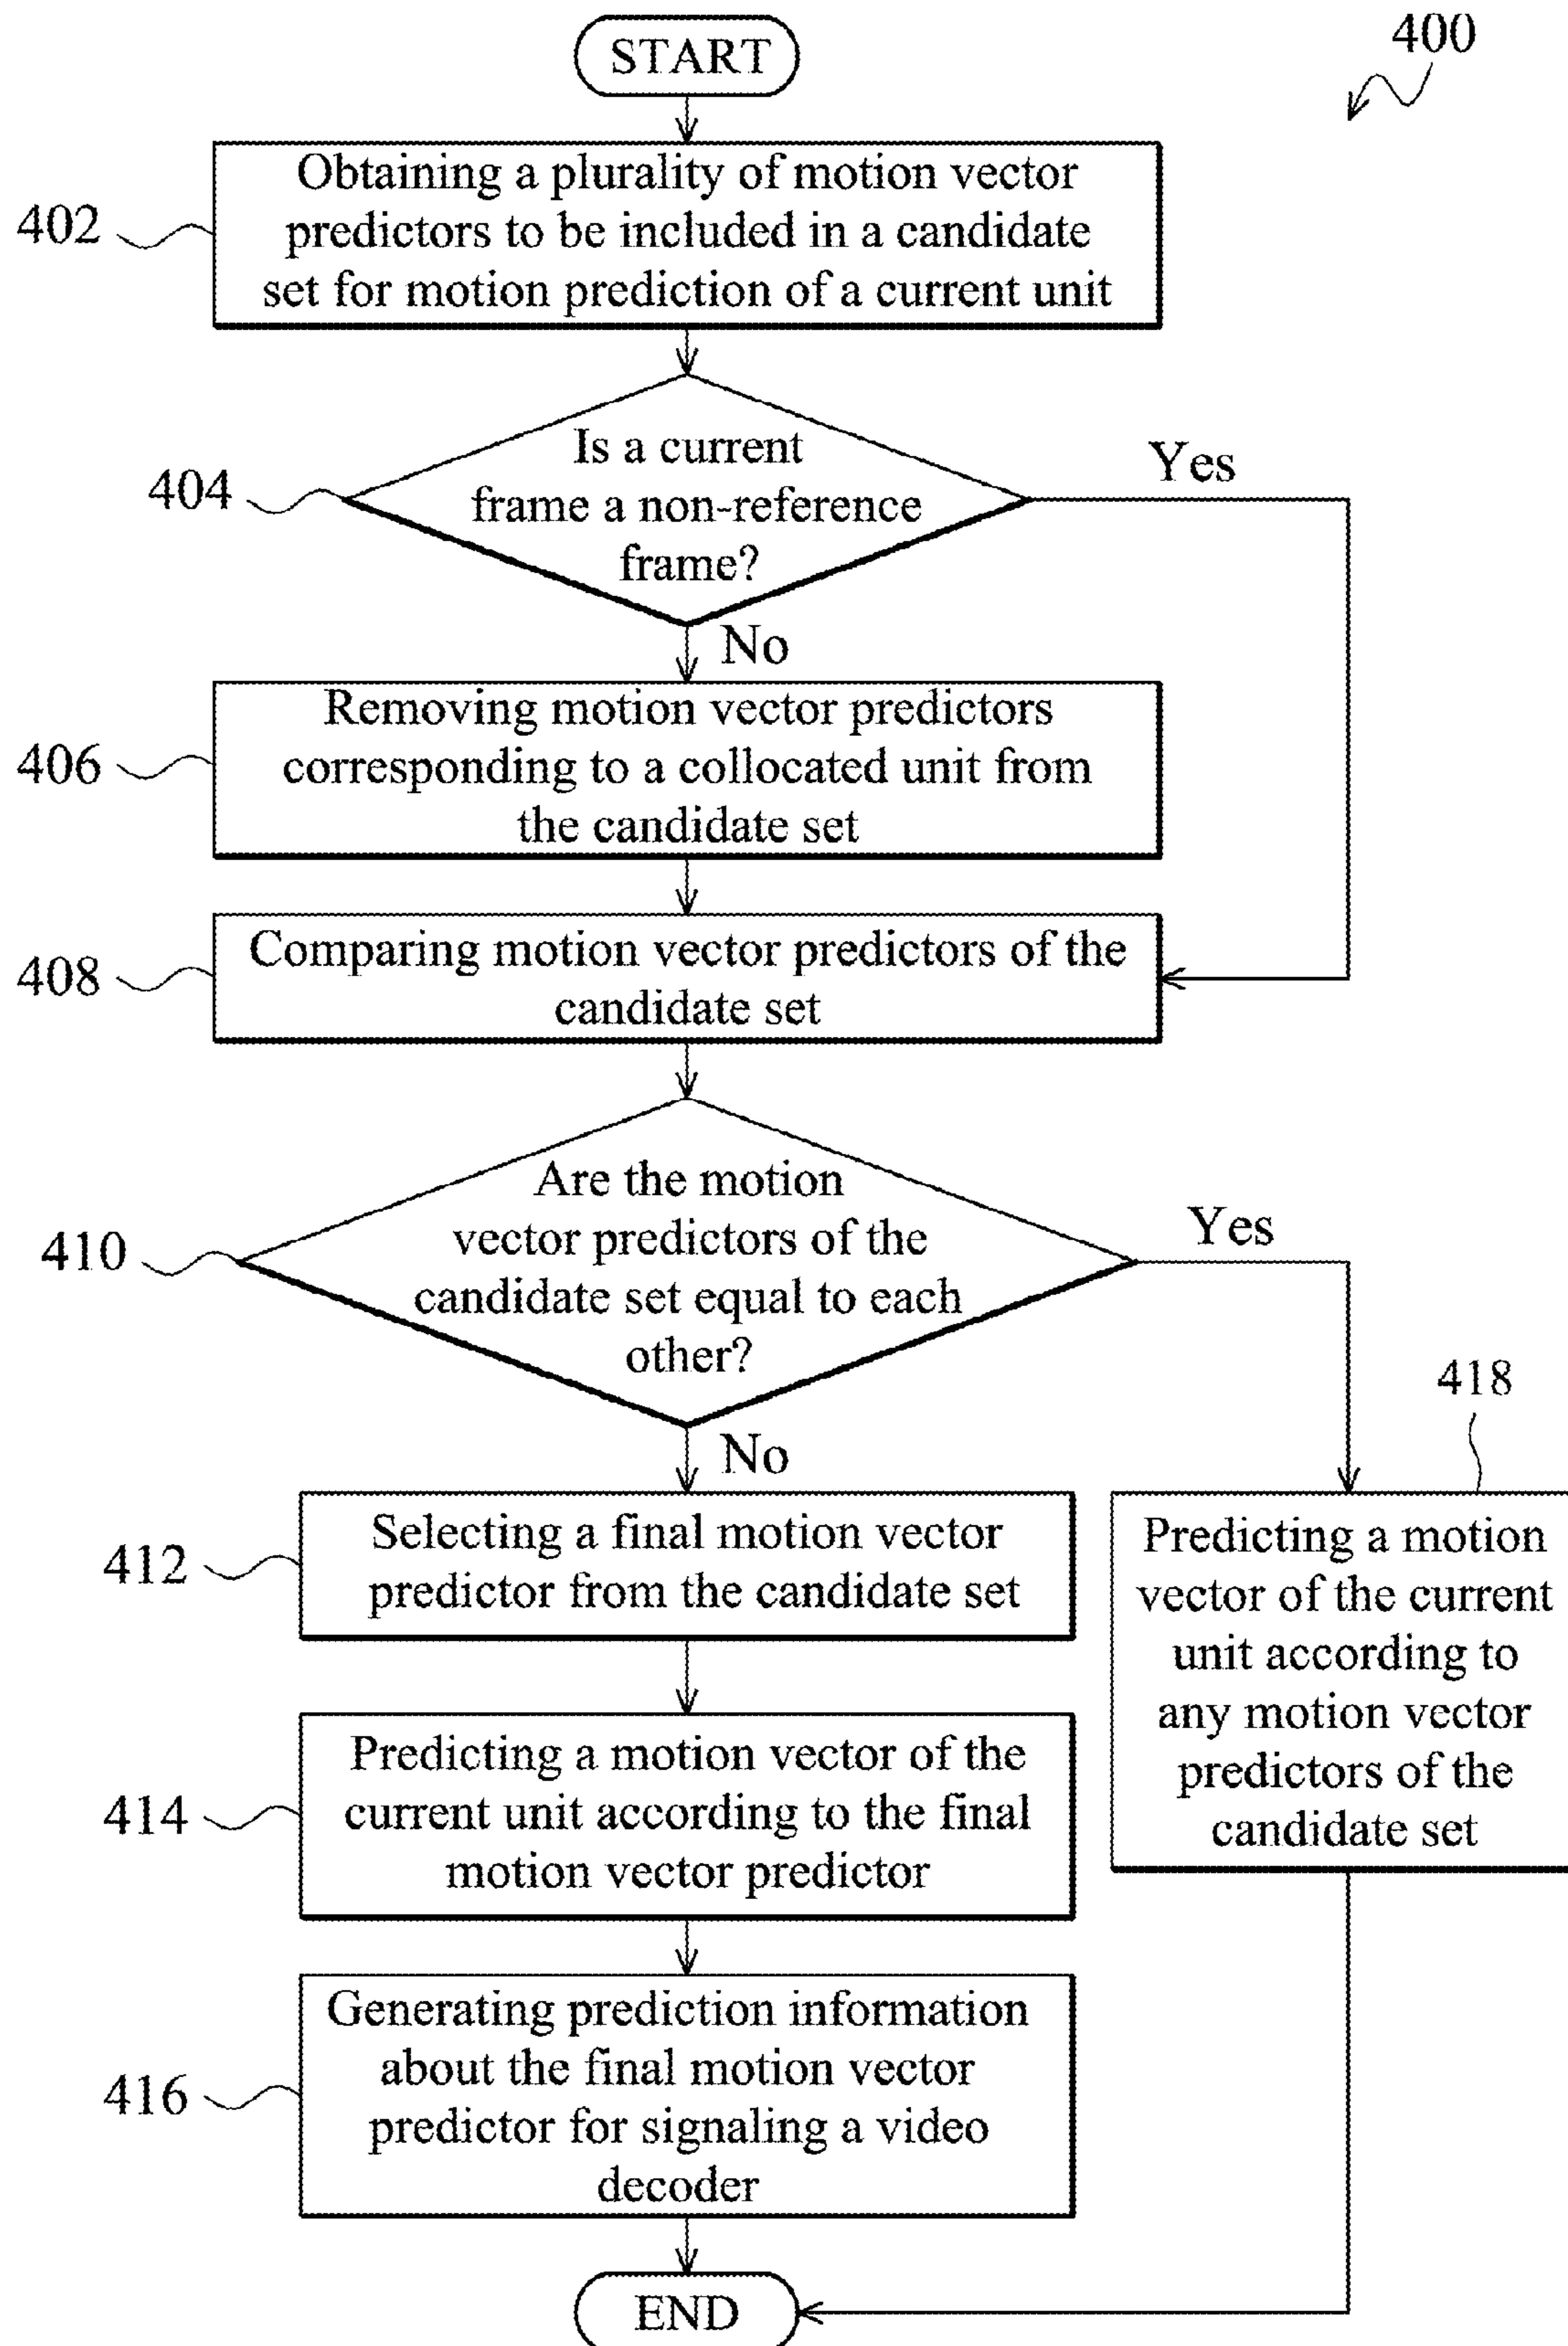 START
400
Obtaining a plurality of motion vector
predictors to be included in a candidate
set for motion prediction of a current unit
402
Is a current
frame a non-reference
frame?
404
Yes
No
Removing motion vector predictors
corresponding to a collocated unit from
the candidate set
406
Comparing motion vector predictors of the
candidate set
408
Are the motion
vector predictors of the
candidate set equal to each
other?
410
Yes
No
418
Selecting a final motion vector
predictor from the candidate set
412
Predicting a motion
vector of the current
unit according to
any motion vector
predictors of the
candidate set
Predicting a motion vector of the
current unit according to the final
motion vector predictor
414
Generating prediction information
about the final motion vector
predictor for signaling a video
decoder
416
END